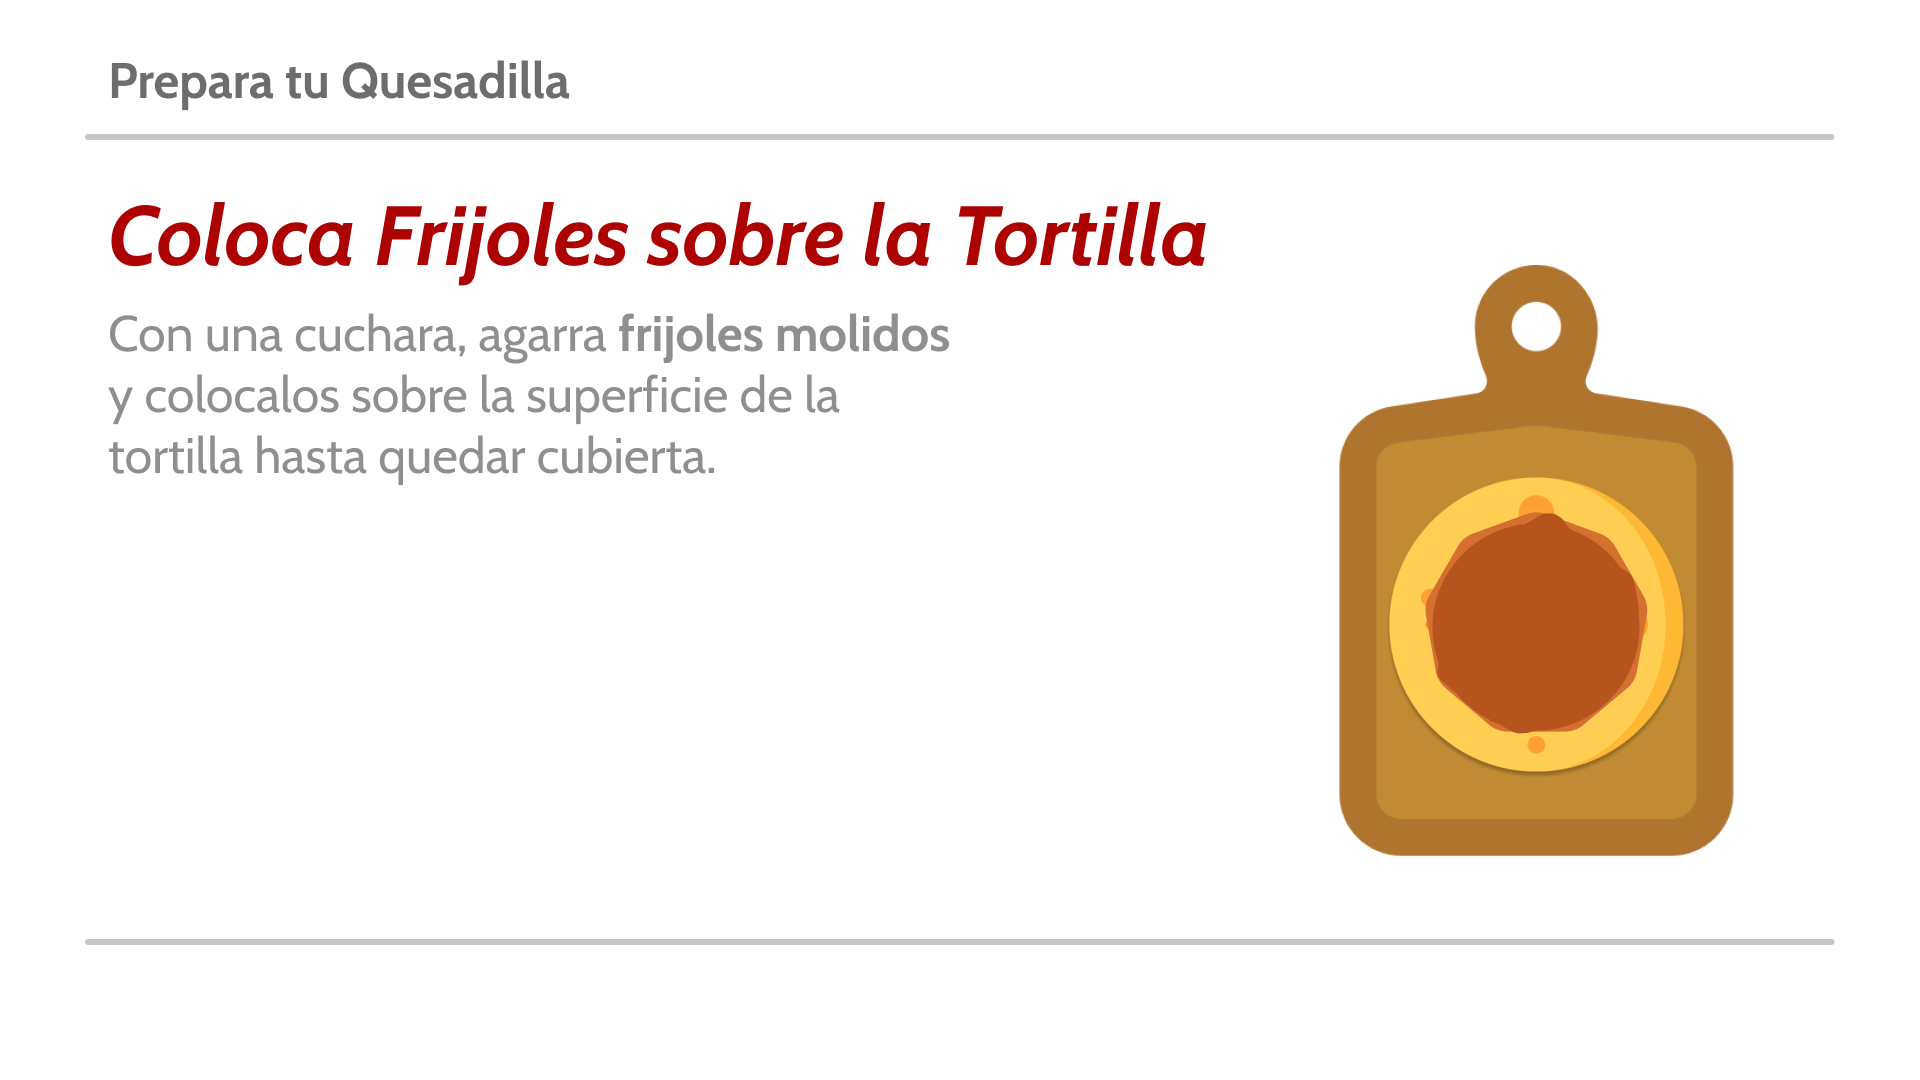 Prepara tu Quesadilla
Coloca Frijoles sobre la Tortilla
Con una cuchara, agarra frijoles molidos
y colocalos sobre la superficie de la
tortilla hasta quedar cubierta.